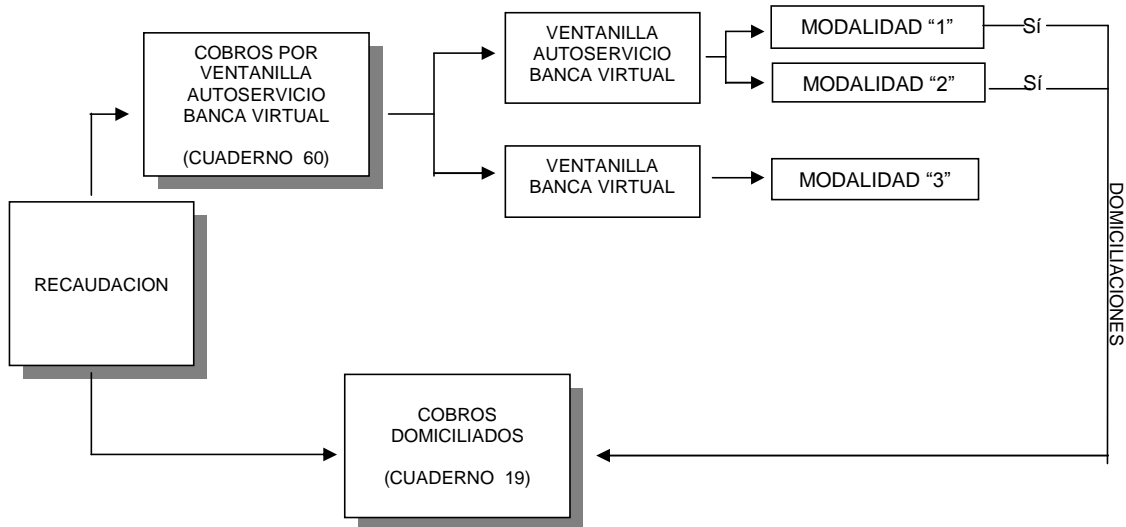 COBROS POR
VENTANILLA
AUTOSERVICIO
BANCA VIRTUAL
(CUADERNO 60)
VENTANILLA
AUTOSERVICIO
BANCA VIRTUAL
MODALIDAD “1”
Sí
MODALIDAD “2”
Sí
VENTANILLA
BANCA VIRTUAL
MODALIDAD “3”
DOMICILIACIONES
RECAUDACION
COBROS
DOMICILIADOS
(CUADERNO 19)